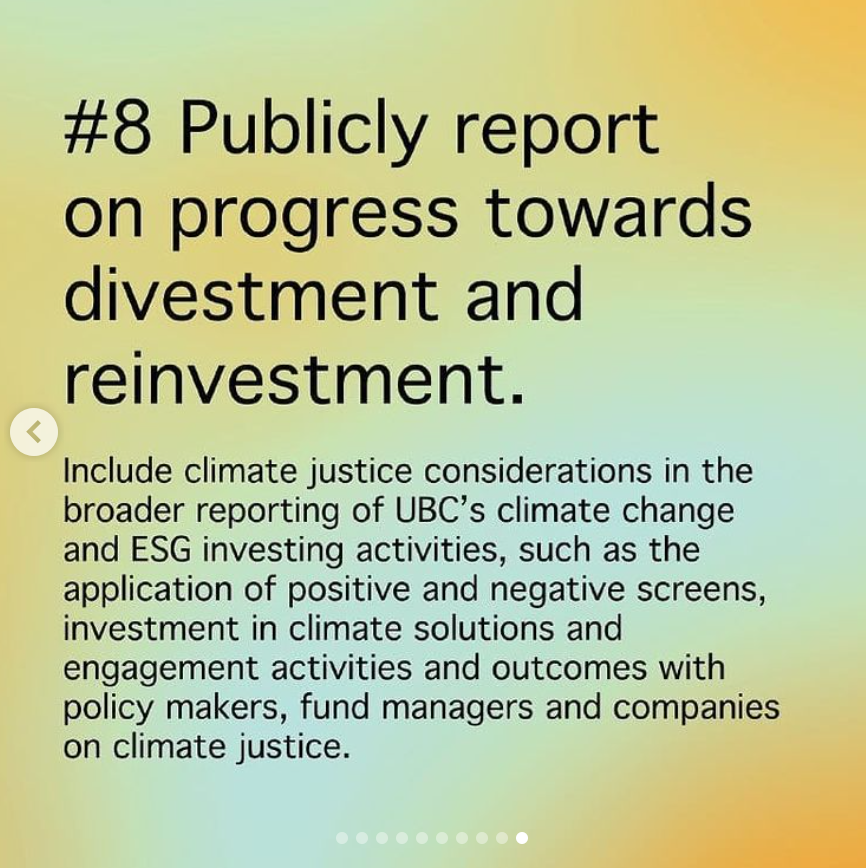 #8 Publicly report
on progress towards
divestment and
reinvestment.
Include climate justice considerations in the
broader reporting of UBC’s climate change
and ESG investing activities, such as the
application of positive and negative screens,
investment in climate solutions and
engagement activities and outcomes with
policy makers, fund managers and companies
on climate justice.